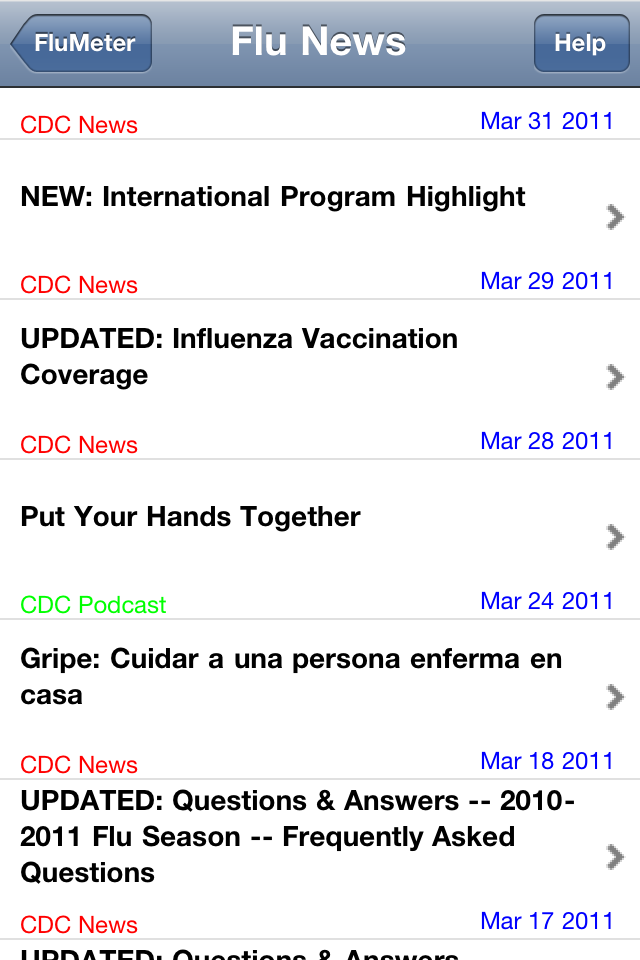 FluMeter
Flu News
Help
CDC News
Mar 31 2011
NEW: International Program Highlight
CDC News
Mar 29 2011
UPDATED: Influenza Vaccination
Coverage
CDC News
Mar 28 2011
Put Your Hands Together
CDC Podcast
Mar 24 2011
Gripe: Cuidar a una persona enferma en
casa
CDC News
Mar 18 2011
UPDATED: Questions & Answers -- 2010-
2011 Flu Season -- Frequently Asked
Questions
CDC News
Mar 17 2011
UPDATED: Questions & Answers